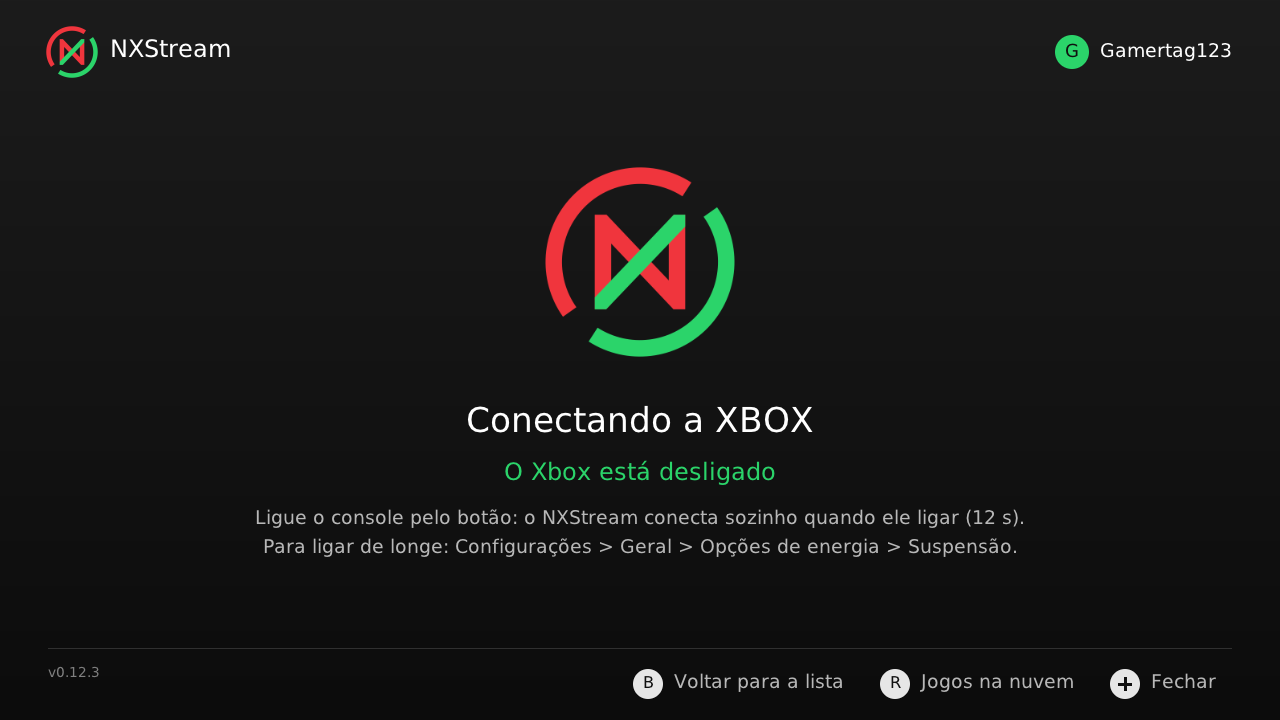 NXStream
G Gamertag123
Conectando a XBOX
O Xbox está desligado
Ligue o console pelo botão: o NXStream conecta sozinho quando ele ligar (12 s).
Para ligar de longe: Configurações > Geral > Opções de energia > Suspensão.
v0.12.3
B Voltar para a lista R Jogos na nuvem + Fechar